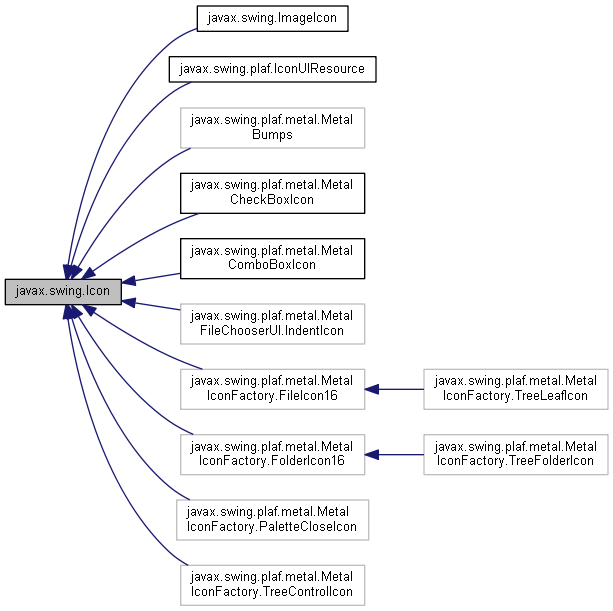 javax.swing.ImageIcon
javax.swing.plaf.IconUIResource
javax.swing.plaf.metal.Metal
Bumps
javax.swing.plaf.metal.Metal
CheckBoxIcon
javax.swing.plaf.metal.Metal
ComboBoxIcon
javax.swing.Icon
javax.swing.plaf.metal.Metal
FileChooserUI.IndentIcon
javax.swing.plaf.metal.Metal
IconFactory.FileIcon16
javax.swing.plaf.metal.Metal
IconFactory.TreeLeafIcon
javax.swing.plaf.metal.Metal
IconFactory.FolderIcon16
javax.swing.plaf.metal.Metal
IconFactory.TreeFolderIcon
javax.swing.plaf.metal.Metal
IconFactory.PaletteCloseIcon
javax.swing.plaf.metal.Metal
IconFactory.TreeControlIcon